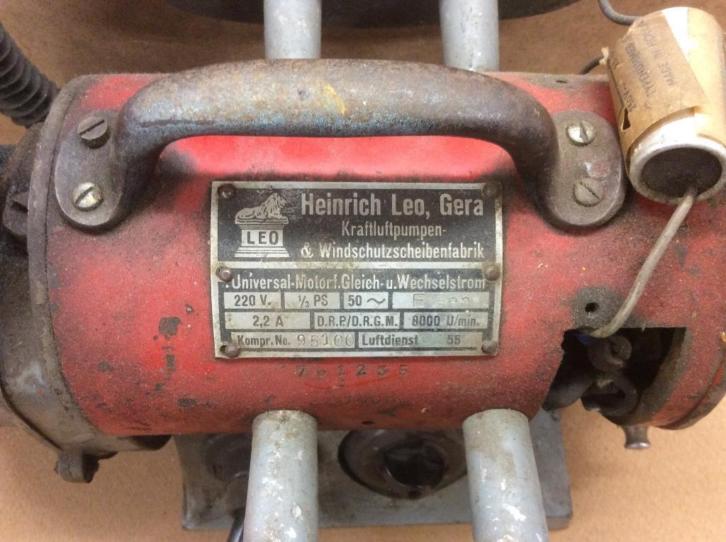 Heinrich Leo, Gera
Kraftluftpumpen-
& Windschutzscheibenfabrik
LEO
Universal-Motor f. Gleich- u. Wechselstrom
220 V. ½ PS 50 ~
2,2 A D.R.P./D.R.G.M. 8000 U/min.
Kompr. No. Luftdienst 55